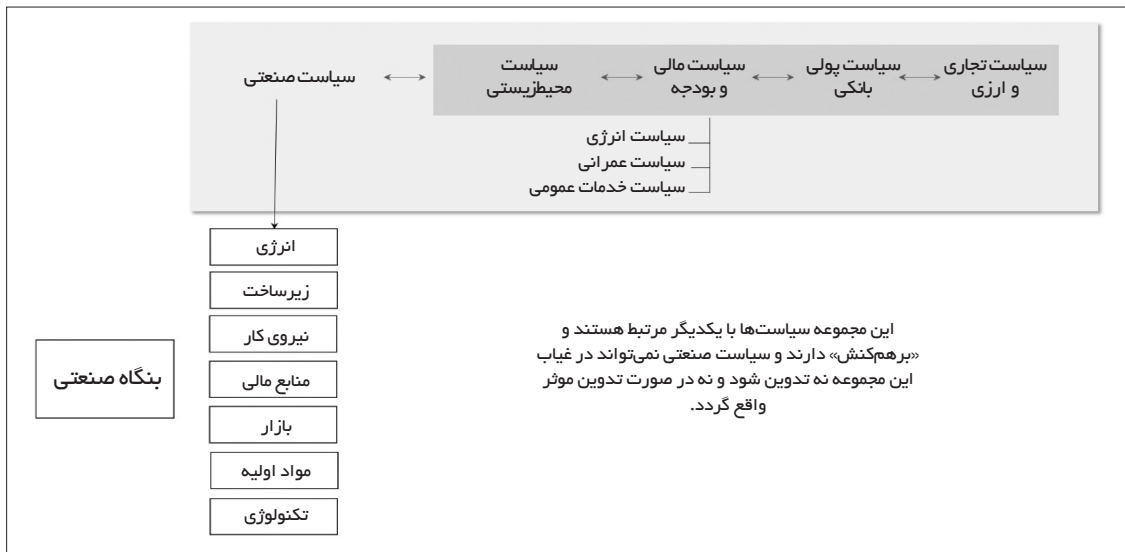 سیاست تجاری
و ارزی
سیاست پولی
بانکی
سیاست مالی
و بودجه
سیاست
محیط‌زیستی
سیاست صنعتی
سیاست انرژی
سیاست عمرانی
سیاست خدمات عمومی
انرژی
زیرساخت
نیروی کار
منابع مالی
بازار
مواد اولیه
تکنولوژی
بنگاه صنعتی
این مجموعه سیاست‌ها با یکدیگر مرتبط هستند و
«برهم‌کنش» دارند و سیاست صنعتی نمی‌تواند در غیاب
این مجموعه نه تدوین شود و نه در صورت تدوین موثر
واقع گردد.